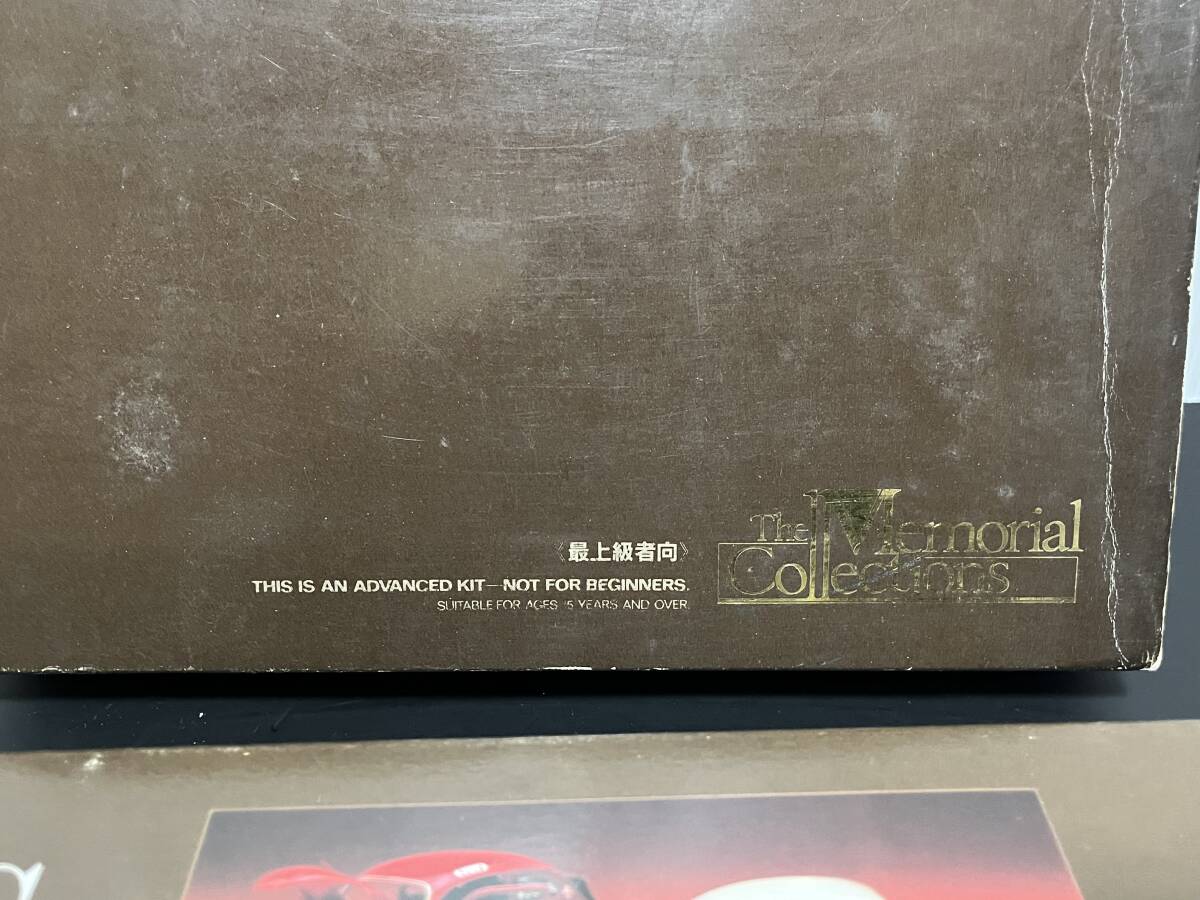 《最上級者向》
THIS IS AN ADVANCED KIT—NOT FOR BEGINNERS.
SUITABLE FOR AGES 15 YEARS AND OVER.
The Memorial
Collections